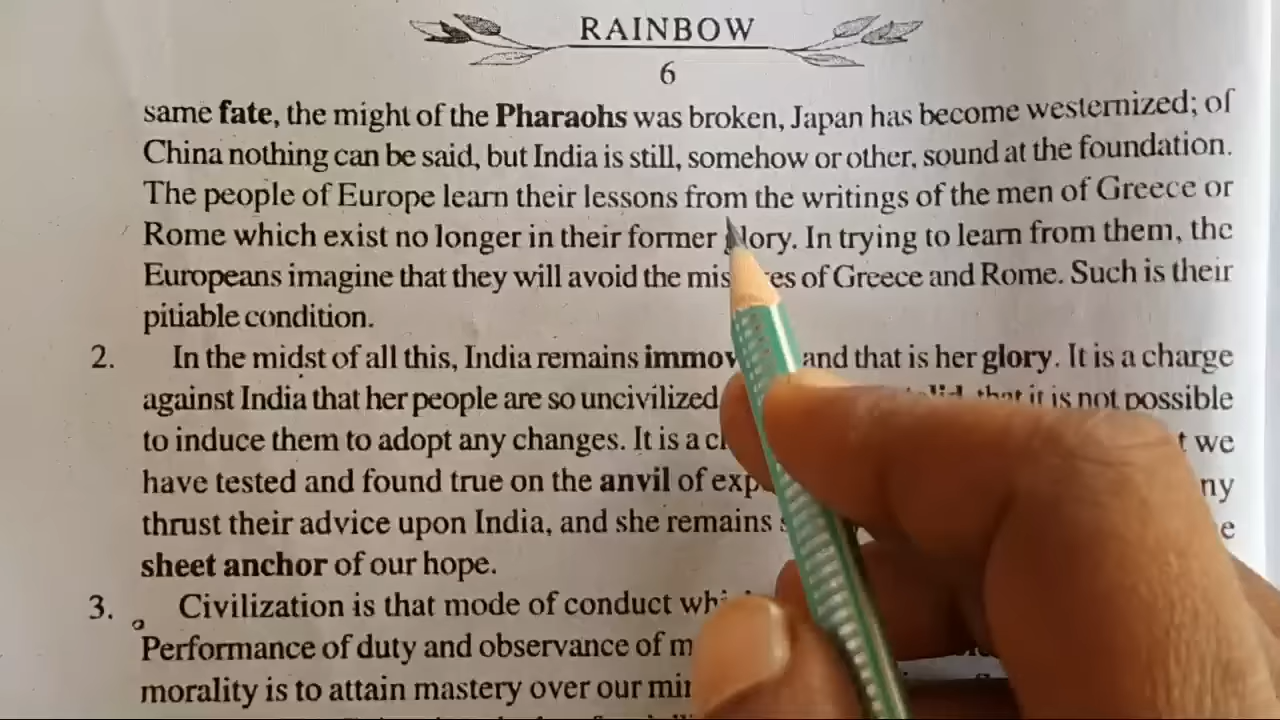 RAINBOW
6
same fate, the might of the Pharaohs was broken, Japan has become westernized; of
China nothing can be said, but India is still, somehow or other, sound at the foundation.
The people of Europe learn their lessons from the writings of the men of Greece or
Rome which exist no longer in their former glory. In trying to learn from them, the
Europeans imagine that they will avoid the mis es of Greece and Rome. Such is their
pitiable condition.
2. In the midst of all this, India remains immov and that is her glory. It is a charge
against India that her people are so uncivilized that it is not possible
to induce them to adopt any changes. It is a we
have tested and found true on the anvil of
thrust their advice upon India, and she remains
sheet anchor of our hope.
3. Civilization is that mode of conduct
Performance of duty and observance of
morality is to attain mastery over our